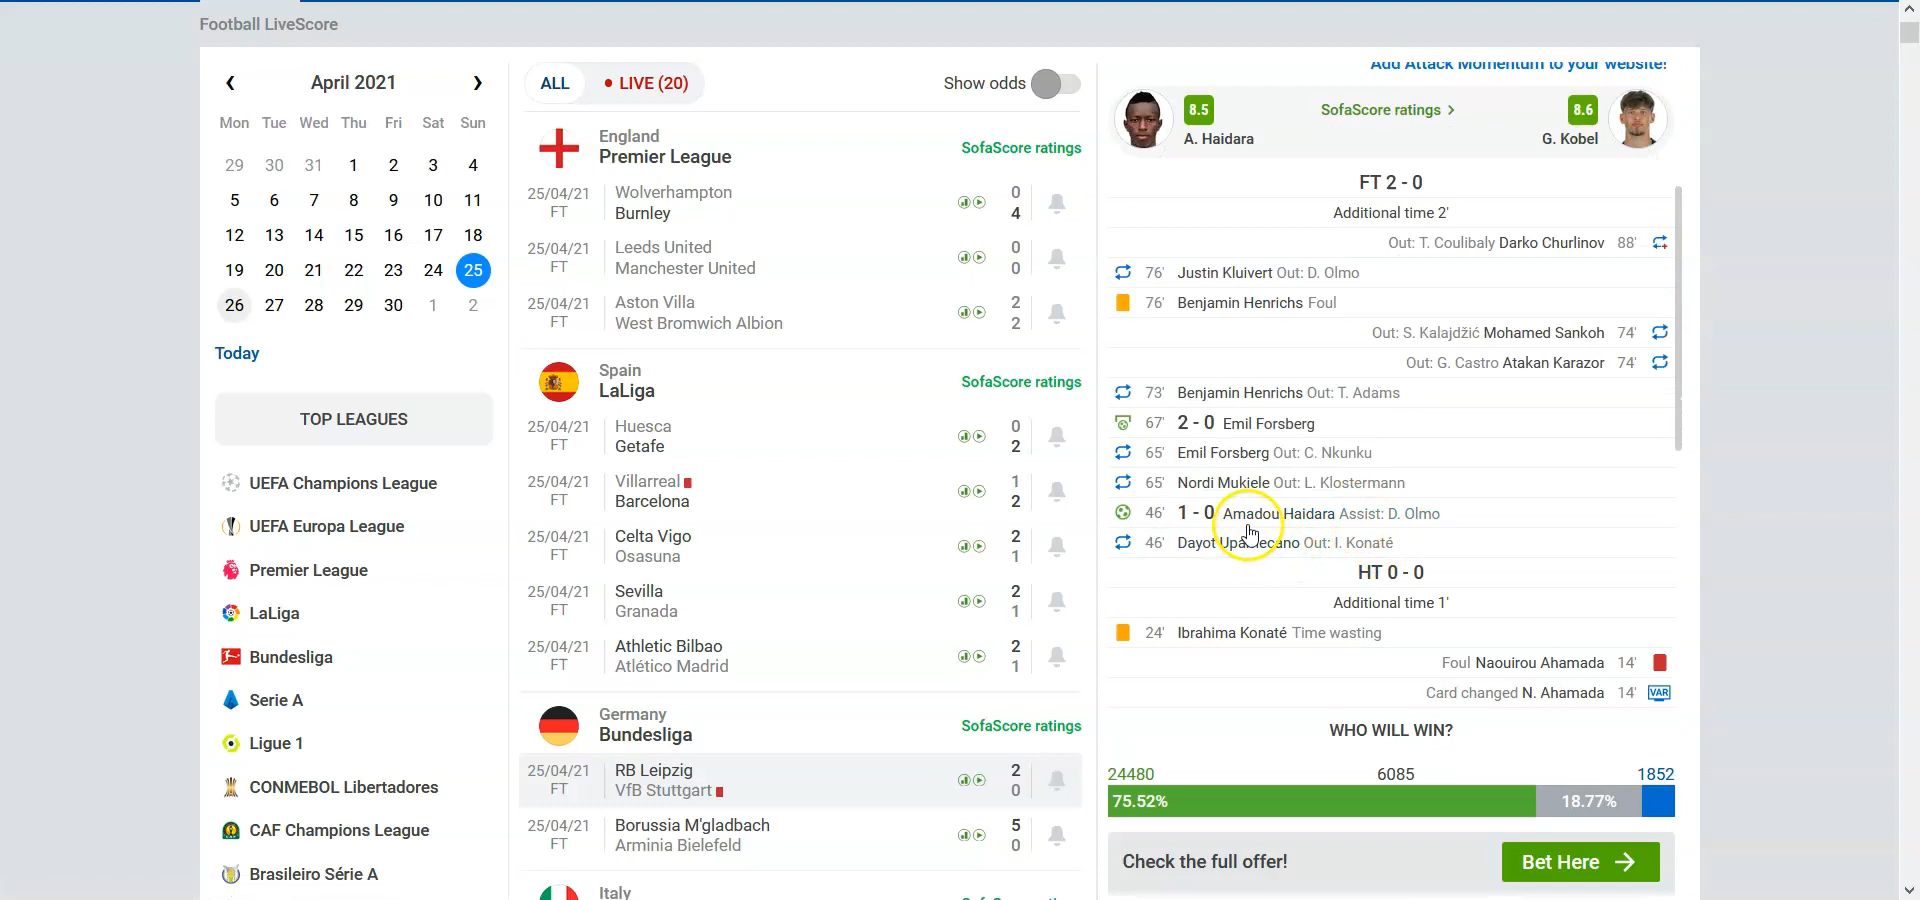 Football LiveScore
April 2021
Mon Tue Wed Thu Fri Sat Sun
29 30 31 1 2 3 4
5 6 7 8 9 10 11
12 13 14 15 16 17 18
19 20 21 22 23 24 25
26 27 28 29 30 1 2
Today
TOP LEAGUES
UEFA Champions League
UEFA Europa League
Premier League
LaLiga
Bundesliga
Serie A
Ligue 1
CONMEBOL Libertadores
CAF Champions League
Brasileiro Série A
ALL
LIVE (20)
Show odds
England
Premier League
SofaScore ratings
25/04/21 Wolverhampton 0
FT Burnley 4
25/04/21 Leeds United 0
FT Manchester United 0
25/04/21 Aston Villa 2
FT West Bromwich Albion 2
Spain
LaLiga
SofaScore ratings
25/04/21 Huesca 0
FT Getafe 2
25/04/21 Villarreal 1
FT Barcelona 2
25/04/21 Celta Vigo 2
FT Osasuna 1
25/04/21 Sevilla 2
FT Granada 1
25/04/21 Athletic Bilbao 2
FT Atlético Madrid 1
Germany
Bundesliga
SofaScore ratings
25/04/21 RB Leipzig 2
FT VfB Stuttgart 0
25/04/21 Borussia M'gladbach 5
FT Arminia Bielefeld 0
Italy
Add Attack Momentum to your website!
8.5 SofaScore ratings > 8.6
A. Haidara G. Kobel
FT 2 - 0
Additional time 2'
Out: T. Coulibaly Darko Churlinov 88'
76' Justin Kluivert Out: D. Olmo
76' Benjamin Henrichs Foul
Out: S. Kalajdžić Mohamed Sankoh 74'
Out: G. Castro Atakan Karazor 74'
73' Benjamin Henrichs Out: T. Adams
67' 2 - 0 Emil Forsberg
65' Emil Forsberg Out: C. Nkunku
65' Nordi Mukiele Out: L. Klostermann
46' 1 - 0 Amadou Haidara Assist: D. Olmo
46' Dayot Upamecano Out: I. Konaté
HT 0 - 0
Additional time 1'
24' Ibrahima Konaté Time wasting
Foul Naouirou Ahamada 14'
Card changed N. Ahamada 14' VAR
WHO WILL WIN?
24480 6085 1852
75.52% 18.77%
Check the full offer!
Bet Here